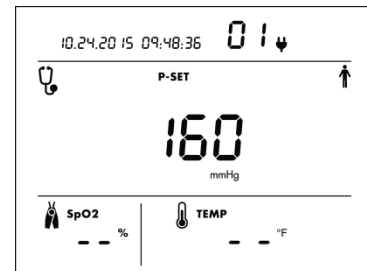 10.24.2015 09:48:36 01
P-SET
160
mmHg
SpO2 TEMP
-- % -- °F